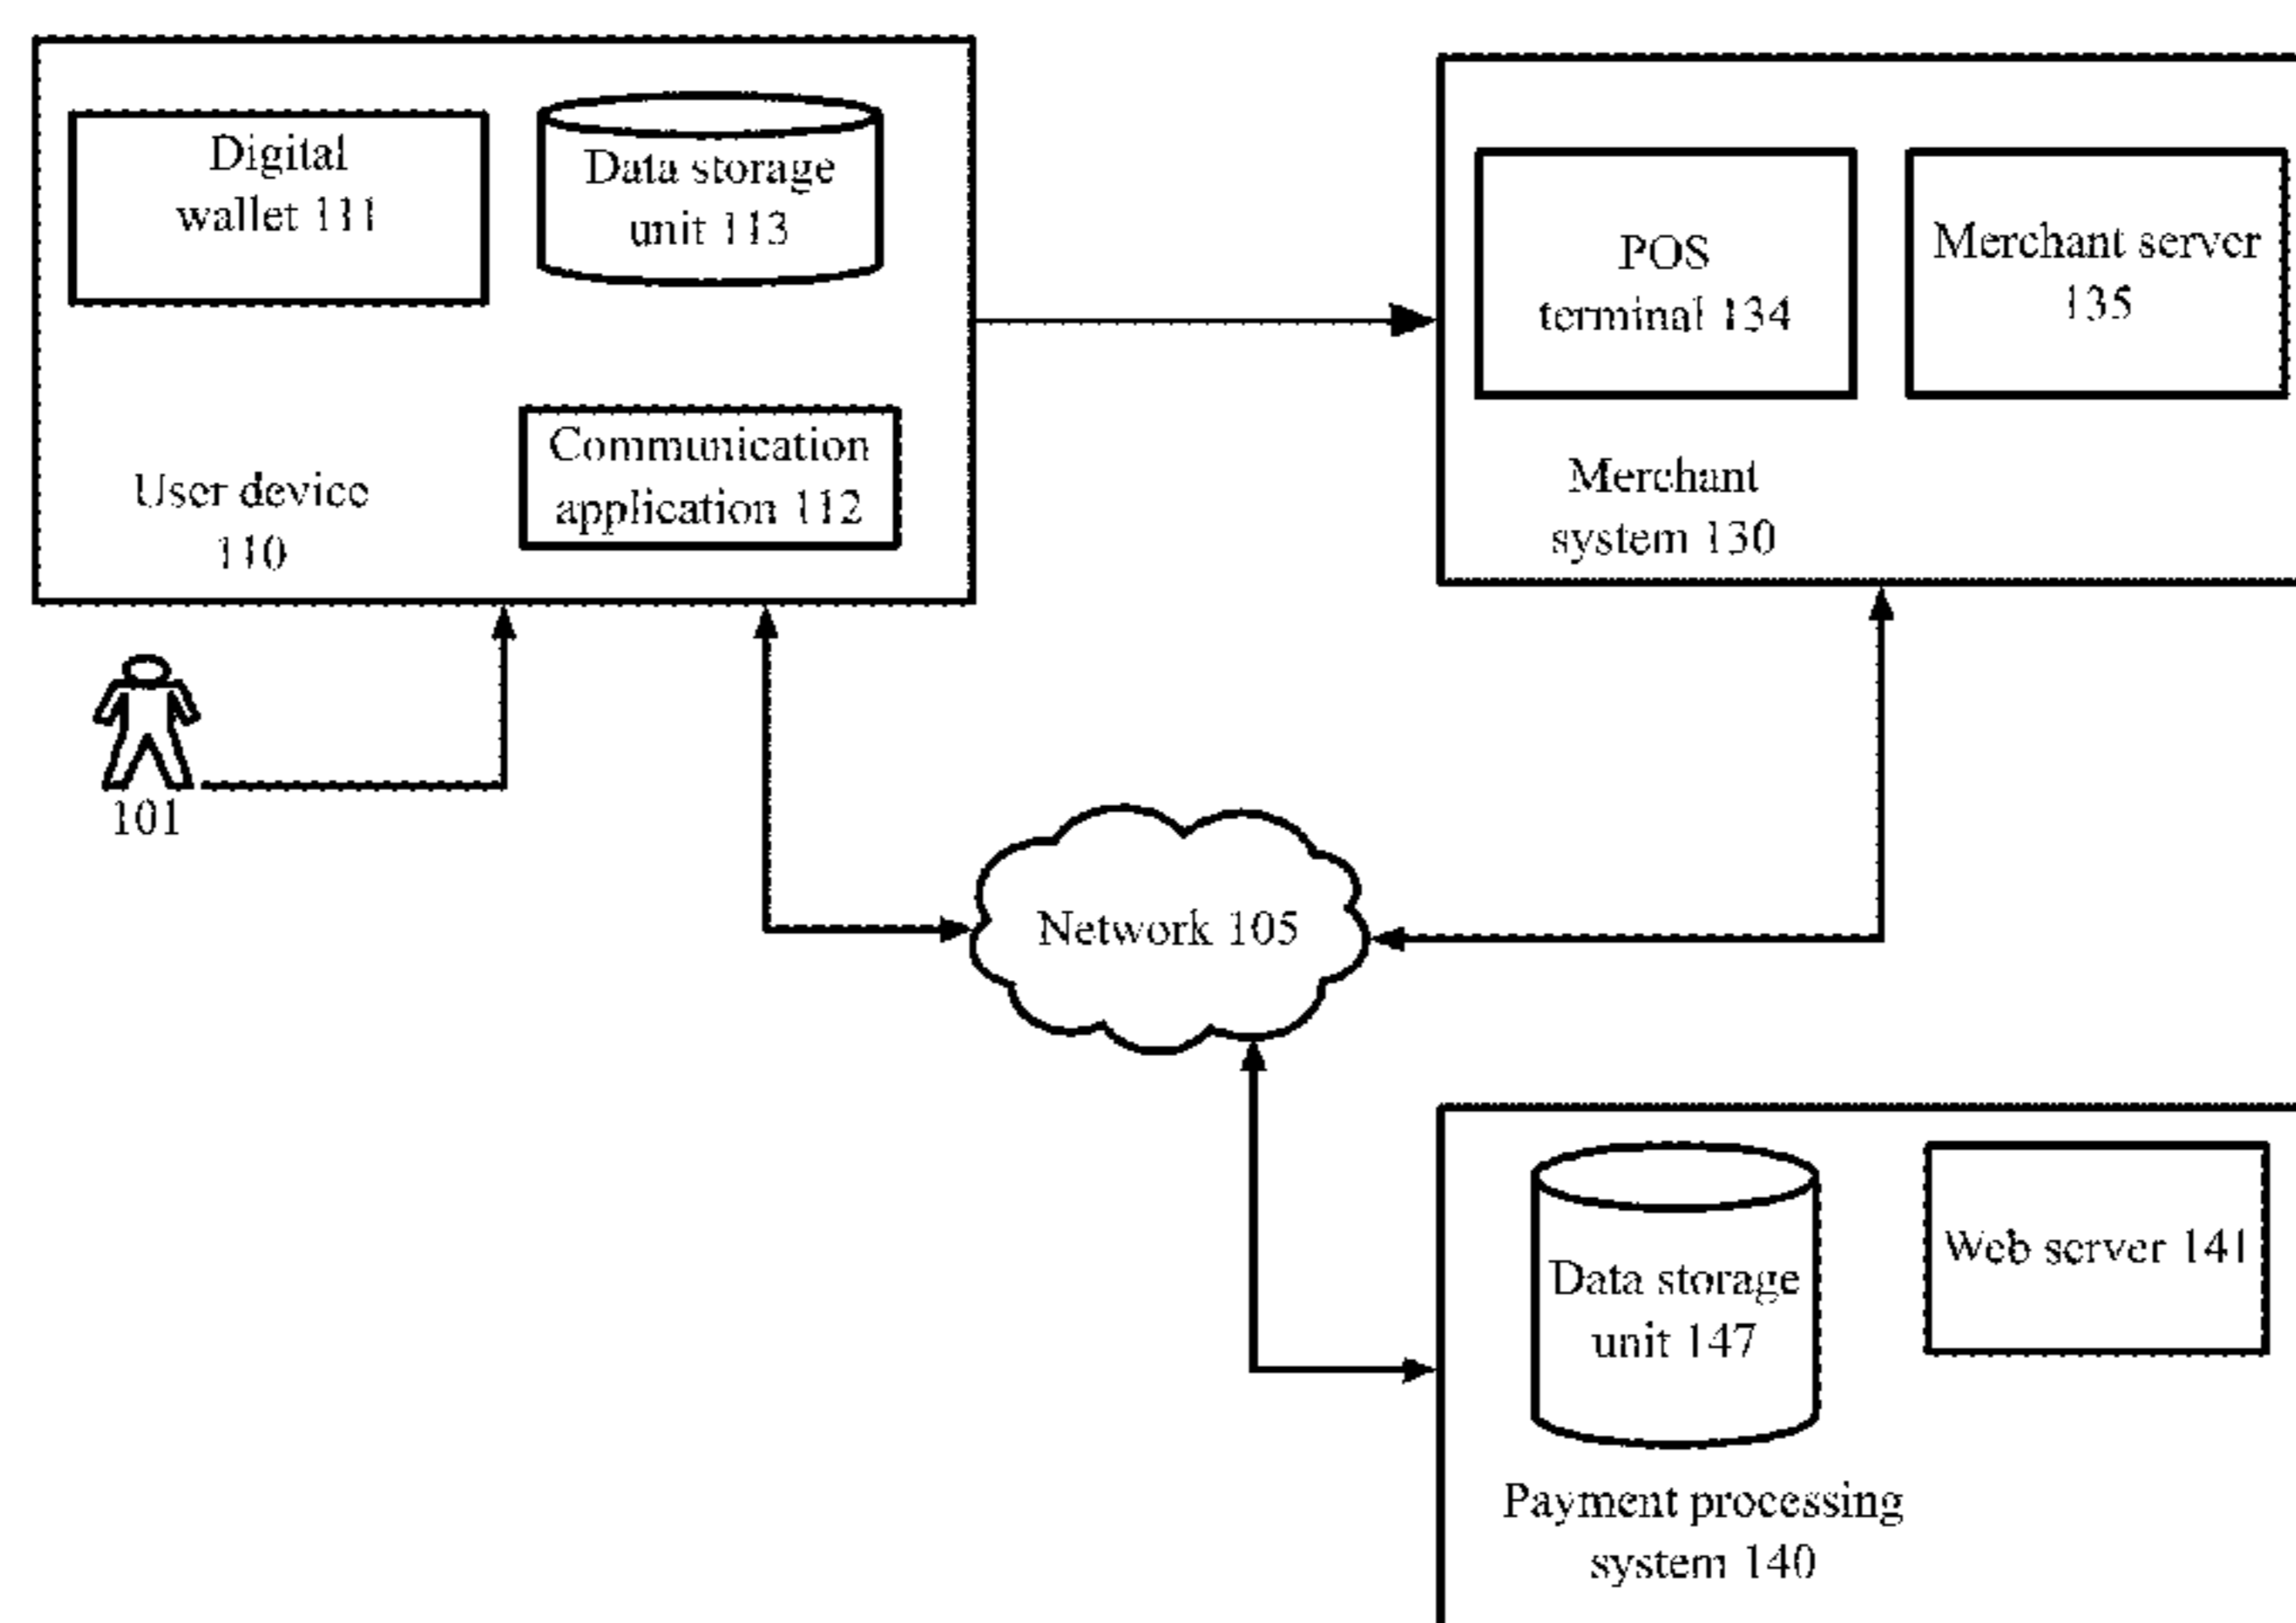 Digital
wallet 111
Data storage
unit 113
Communication
application 112
User device
110
POS
terminal 134
Merchant server
135
Merchant
system 130
101
Network 105
Data storage
unit 147
Web server 141
Payment processing
system 140